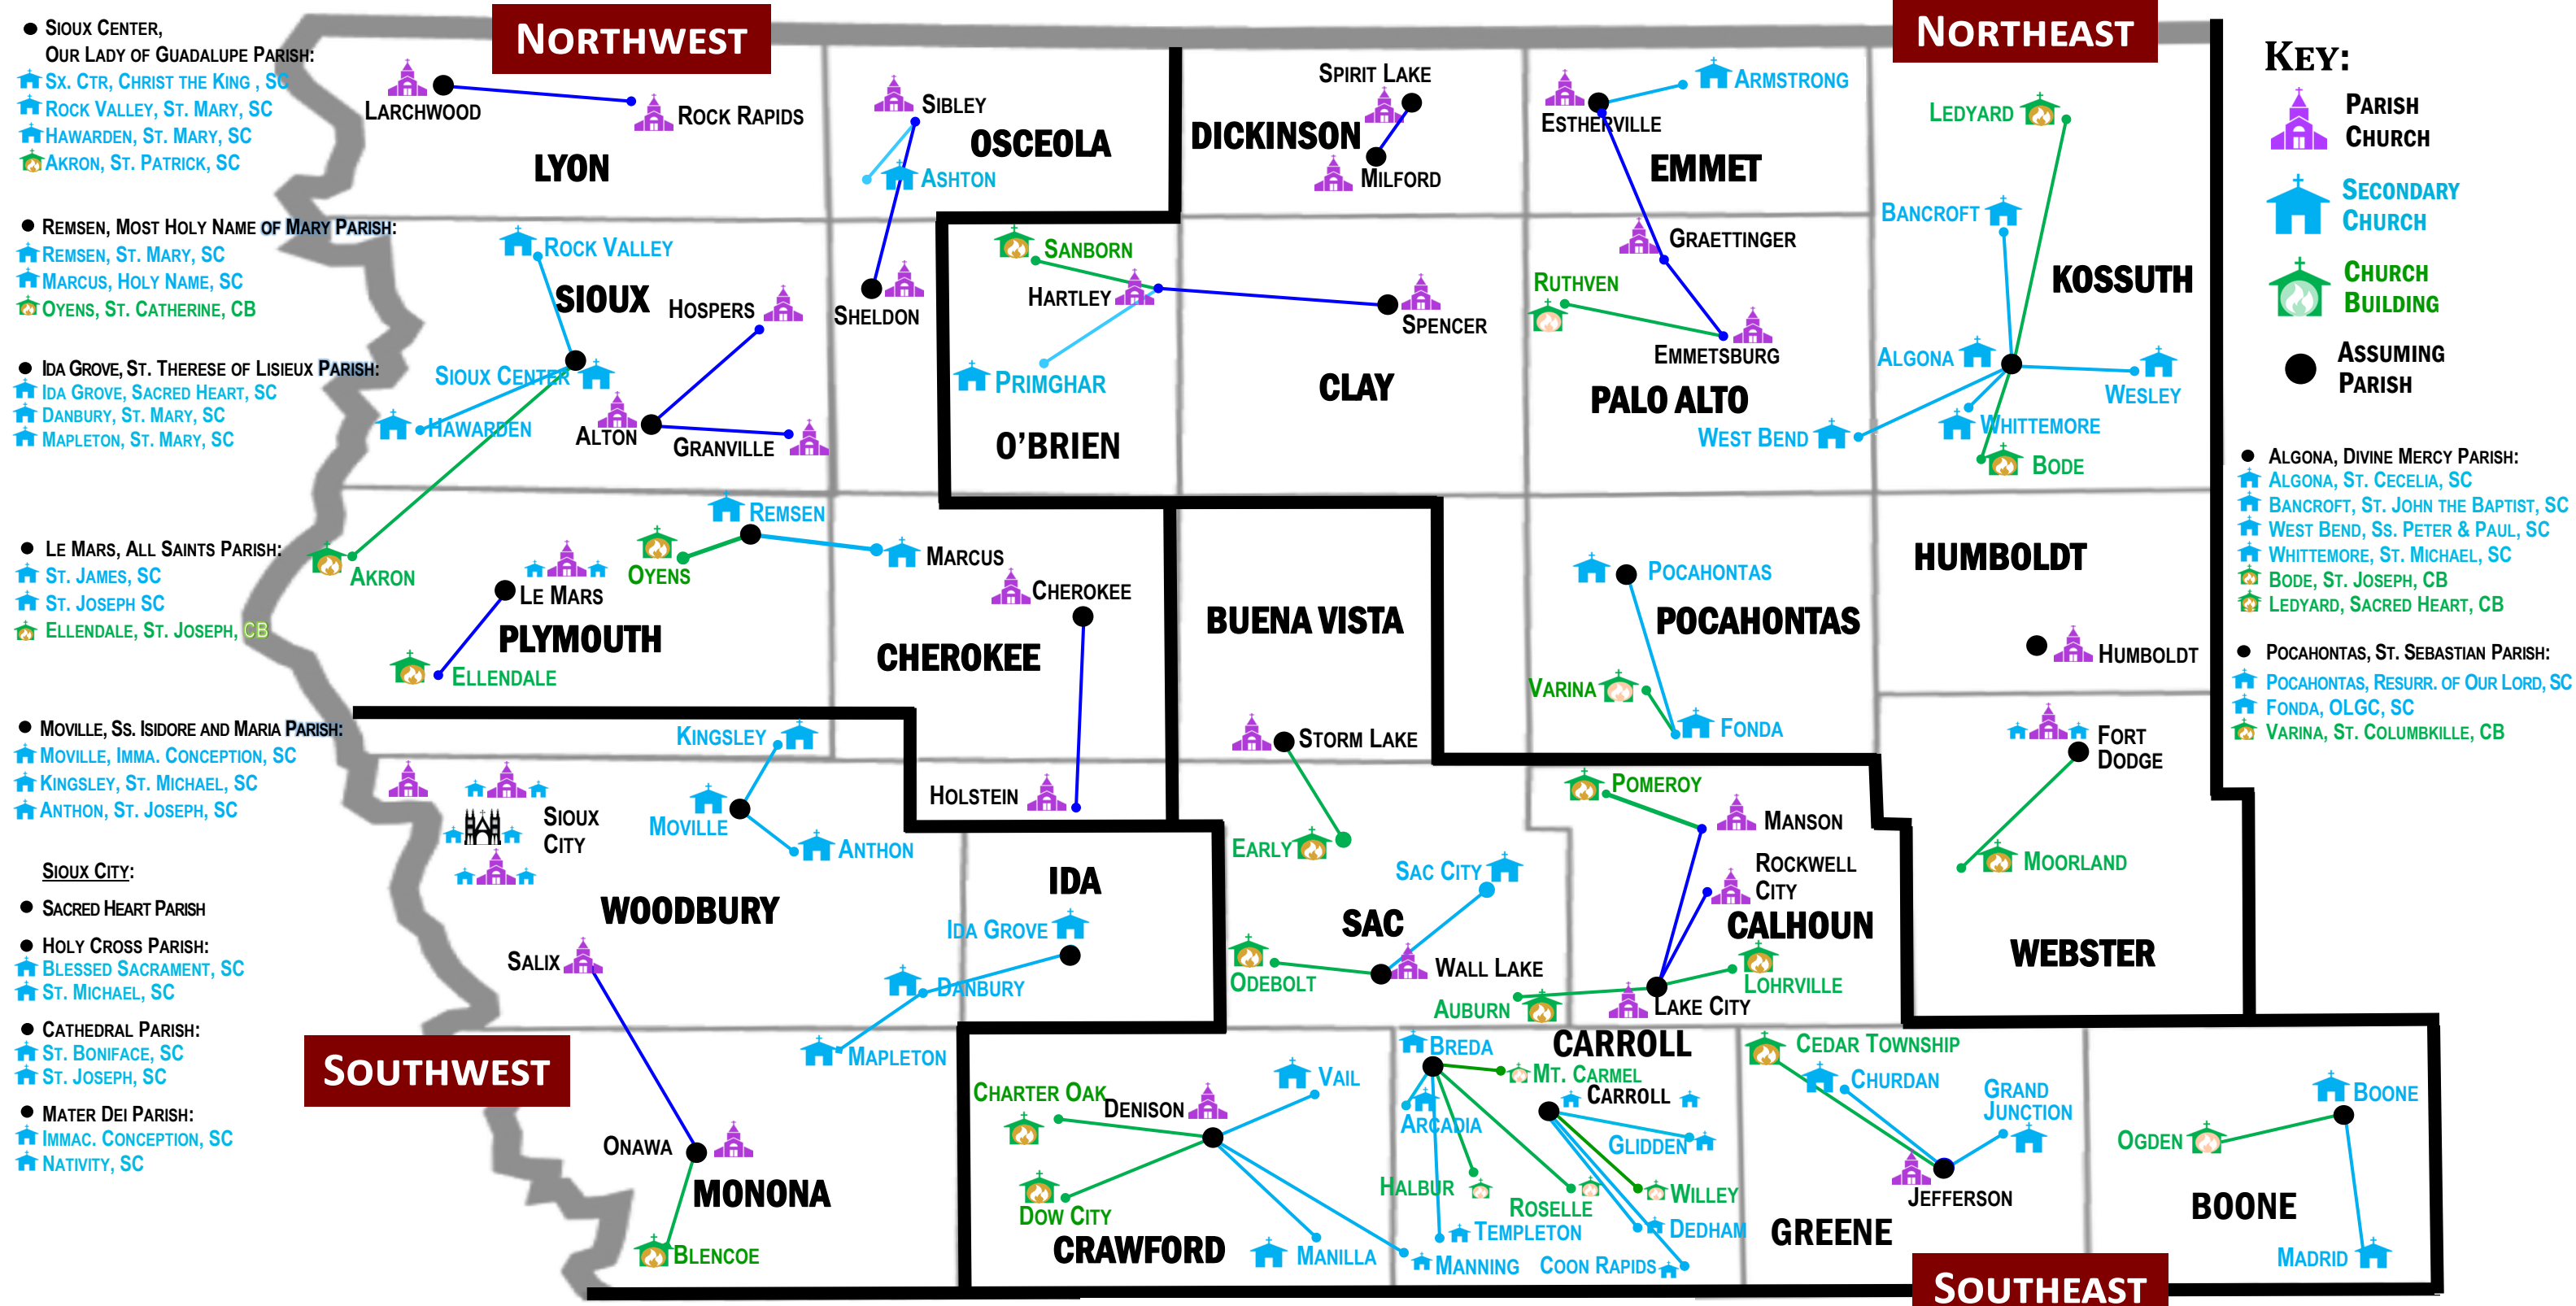 NORTHWEST
NORTHEAST
SIOUX CENTER,
OUR LADY OF GUADALUPE PARISH:
SX. CTR, CHRIST THE KING , SC
ROCK VALLEY, ST. MARY, SC
HAWARDEN, ST. MARY, SC
AKRON, ST. PATRICK, SC
REMSEN, MOST HOLY NAME OF MARY PARISH:
REMSEN, ST. MARY, SC
MARCUS, HOLY NAME, SC
OYENS, ST. CATHERINE, CB
IDA GROVE, ST. THERESE OF LISIEUX PARISH:
IDA GROVE, SACRED HEART, SC
DANBURY, ST. MARY, SC
MAPLETON, ST. MARY, SC
LE MARS, ALL SAINTS PARISH:
ST. JAMES, SC
ST. JOSEPH SC
ELLENDALE, ST. JOSEPH, CB
MOVILLE, SS. ISIDORE AND MARIA PARISH:
MOVILLE, IMMA. CONCEPTION, SC
KINGSLEY, ST. MICHAEL, SC
ANTHON, ST. JOSEPH, SC
SIOUX CITY:
SACRED HEART PARISH
HOLY CROSS PARISH:
BLESSED SACRAMENT, SC
ST. MICHAEL, SC
CATHEDRAL PARISH:
ST. BONIFACE, SC
ST. JOSEPH, SC
MATER DEI PARISH:
IMMAC. CONCEPTION, SC
NATIVITY, SC
LARCHWOOD
ROCK RAPIDS
LYON
SIBLEY
OSCEOLA
ASHTON
SHELDON
SPIRIT LAKE
DICKINSON
MILFORD
ESTHERVILLE
ARMSTRONG
EMMET
LEDYARD
BANCROFT
KOSSUTH
ALGONA
WESLEY
WEST BEND
WHITTEMORE
BODE
ROCK VALLEY
SIOUX
HOSPERS
SIOUX CENTER
HAWARDEN
ALTON
GRANVILLE
SANBORN
HARTLEY
PRIMGHAR
O'BRIEN
SPENCER
CLAY
GRAETTINGER
RUTHVEN
EMMETSBURG
PALO ALTO
AKRON
REMSEN
OYENS
MARCUS
LE MARS
PLYMOUTH
ELLENDALE
CHEROKEE
CHEROKEE
HOLSTEIN
BUENA VISTA
STORM LAKE
EARLY
POCAHONTAS
POCAHONTAS
VARINA
FONDA
HUMBOLDT
HUMBOLDT
FORT
DODGE
MOORLAND
WEBSTER
KINGSLEY
MOVILLE
ANTHON
SIOUX
CITY
WOODBURY
SALIX
IDA
IDA GROVE
DANBURY
MAPLETON
SAC CITY
SAC
ODEBOLT
WALL LAKE
AUBURN
POMEROY
MANSON
ROCKWELL
CITY
CALHOUN
LOHRVILLE
LAKE CITY
SOUTHWEST
ONAWA
MONONA
BLENCOE
CHARTER OAK
DENISON
VAIL
DOW CITY
CRAWFORD
MANILLA
MANNING
BREDA
CARROLL
MT. CARMEL
CARROLL
ARCADIA
GLIDDEN
HALBUR
ROSELLE
WILLEY
TEMPLETON
DEDHAM
COON RAPIDS
CEDAR TOWNSHIP
CHURDAN
GRAND
JUNCTION
JEFFERSON
GREENE
BOONE
OGDEN
BOONE
MADRID
SOUTHEAST
KEY:
PARISH
CHURCH
SECONDARY
CHURCH
CHURCH
BUILDING
ASSUMING
PARISH
ALGONA, DIVINE MERCY PARISH:
ALGONA, ST. CECELIA, SC
BANCROFT, ST. JOHN THE BAPTIST, SC
WEST BEND, SS. PETER & PAUL, SC
WHITTEMORE, ST. MICHAEL, SC
BODE, ST. JOSEPH, CB
LEDYARD, SACRED HEART, CB
POCAHONTAS, ST. SEBASTIAN PARISH:
POCAHONTAS, RESURR. OF OUR LORD, SC
FONDA, OLGC, SC
VARINA, ST. COLUMBKILLE, CB